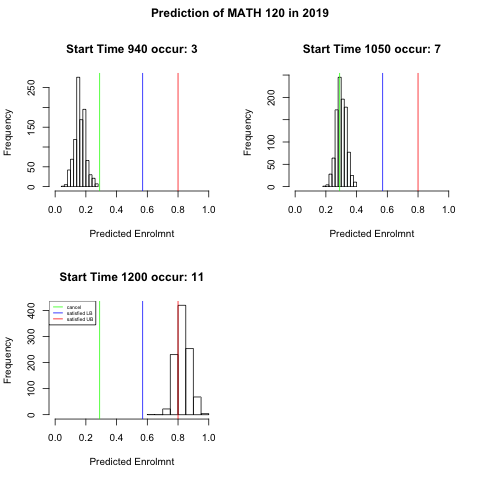 Prediction of MATH 120 in 2019
Start Time 940 occur: 3
Frequency
0 50 150 250
0.0 0.2 0.4 0.6 0.8 1.0
Predicted Enrolmnt
Start Time 1050 occur: 7
Frequency
0 50 100 200
0.0 0.2 0.4 0.6 0.8 1.0
Predicted Enrolmnt
Start Time 1200 occur: 11
cancel
satisfied LB
satisfied UB
Frequency
0 100 200 300 400
0.0 0.2 0.4 0.6 0.8 1.0
Predicted Enrolmnt